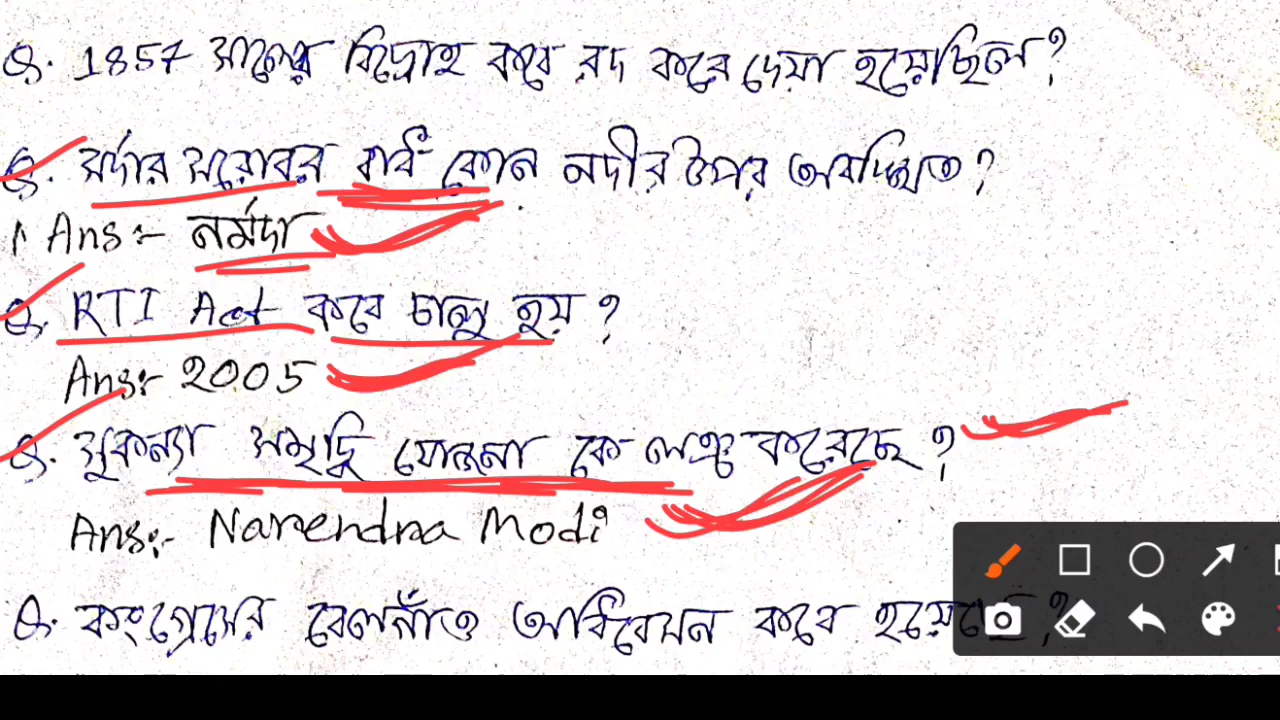 Q. 1857 সালের বিদ্রোহ কবে রদ করে দেয়া হয়েছিল?
Q. সর্দার সরোবর বাঁধ কোন নদীর উপর অবস্থিত?
Ans:- নর্মদা
Q. RTI Act কবে চালু হয়?
Ans:- 2005
Q. সুকন্যা সমৃদ্ধি যোজনা কে লঞ্চ করেছে?
Ans:- Narendra Modi
Q. কংগ্রেসের বেলগাঁও অধিবেশন কবে হয়েছে?